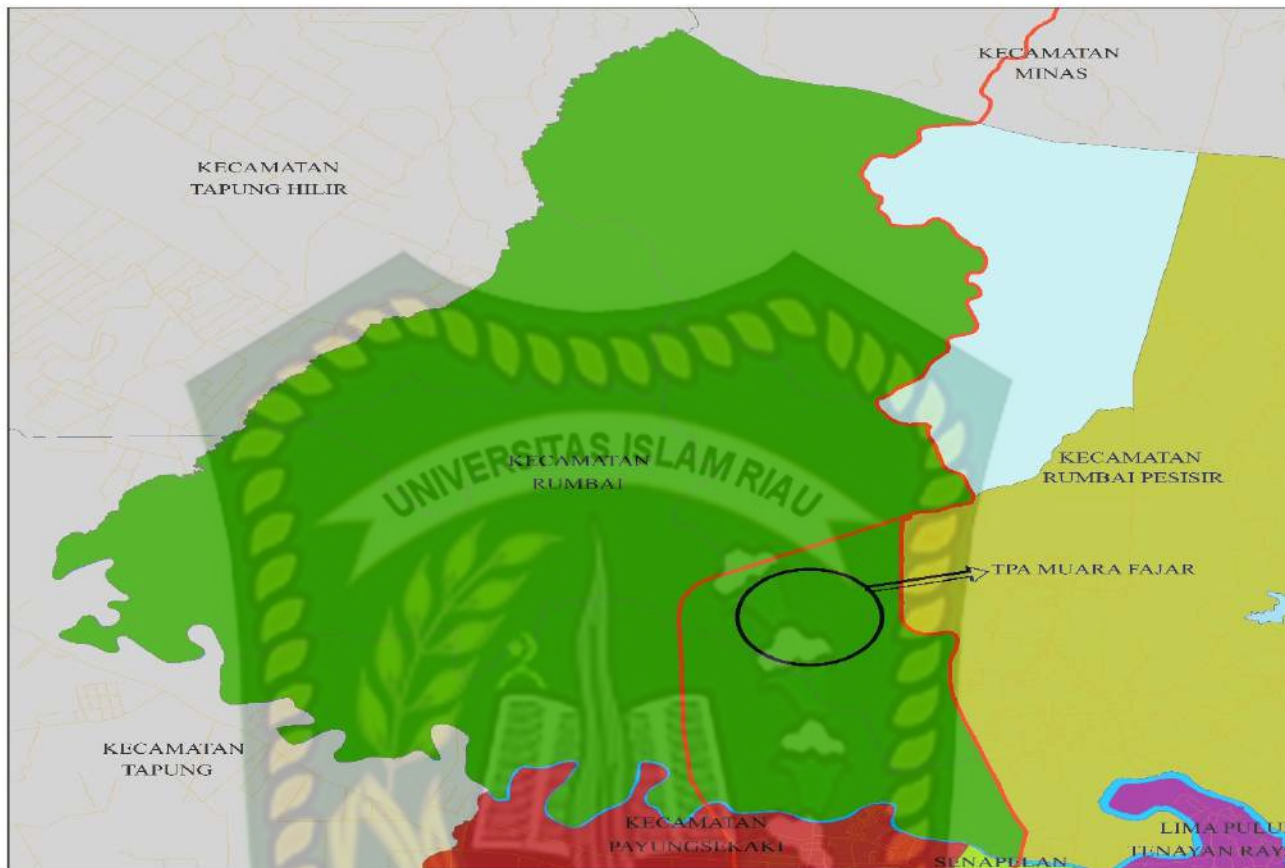 KECAMATAN
MINAS
KECAMATAN
TAPUNG HILIR
UNIVERSITAS ISLAM RIAU
KECAMATAN
RUMBAI
KECAMATAN
RUMBAI PESISIR
TPA MUARA FAJAR
KECAMATAN
TAPUNG
KECAMATAN
PAYUNGSEKAKI
SENAPELAN
LIMA PULU
TENAYAN RAY